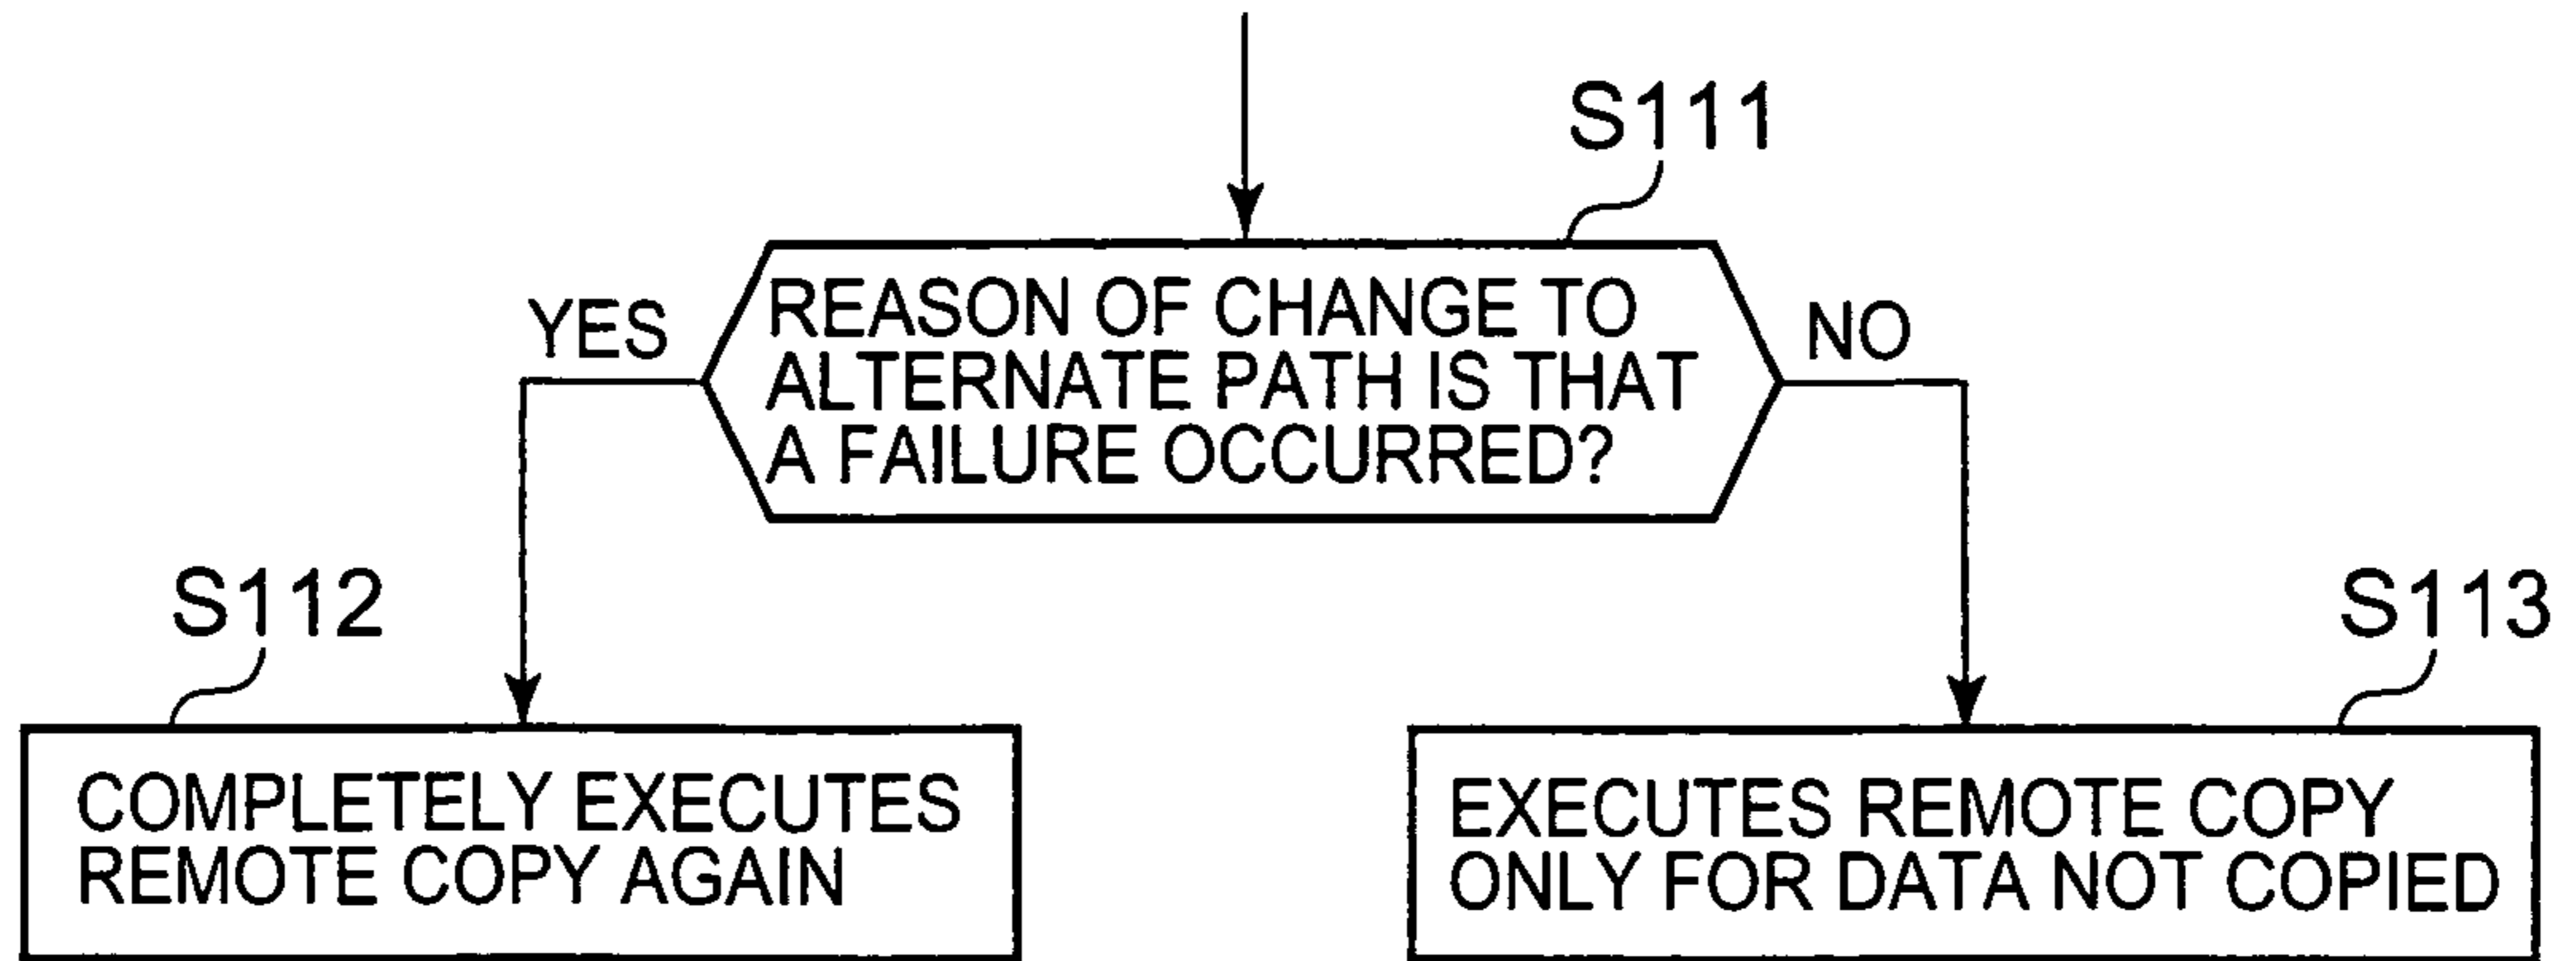 S111
REASON OF CHANGE TO
ALTERNATE PATH IS THAT
A FAILURE OCCURRED?
YES
NO
S112
COMPLETELY EXECUTES
REMOTE COPY AGAIN
S113
EXECUTES REMOTE COPY
ONLY FOR DATA NOT COPIED